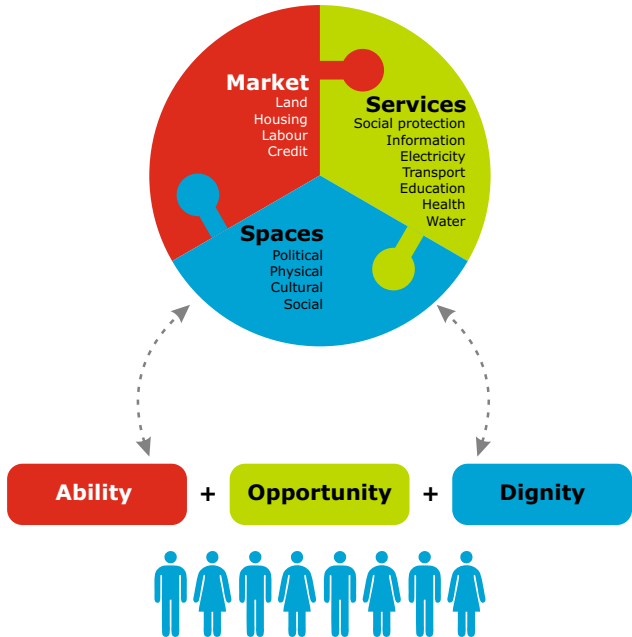 Market
Land
Housing
Labour
Credit
Services
Social protection
Information
Electricity
Transport
Education
Health
Water
Spaces
Political
Physical
Cultural
Social
Ability + Opportunity + Dignity